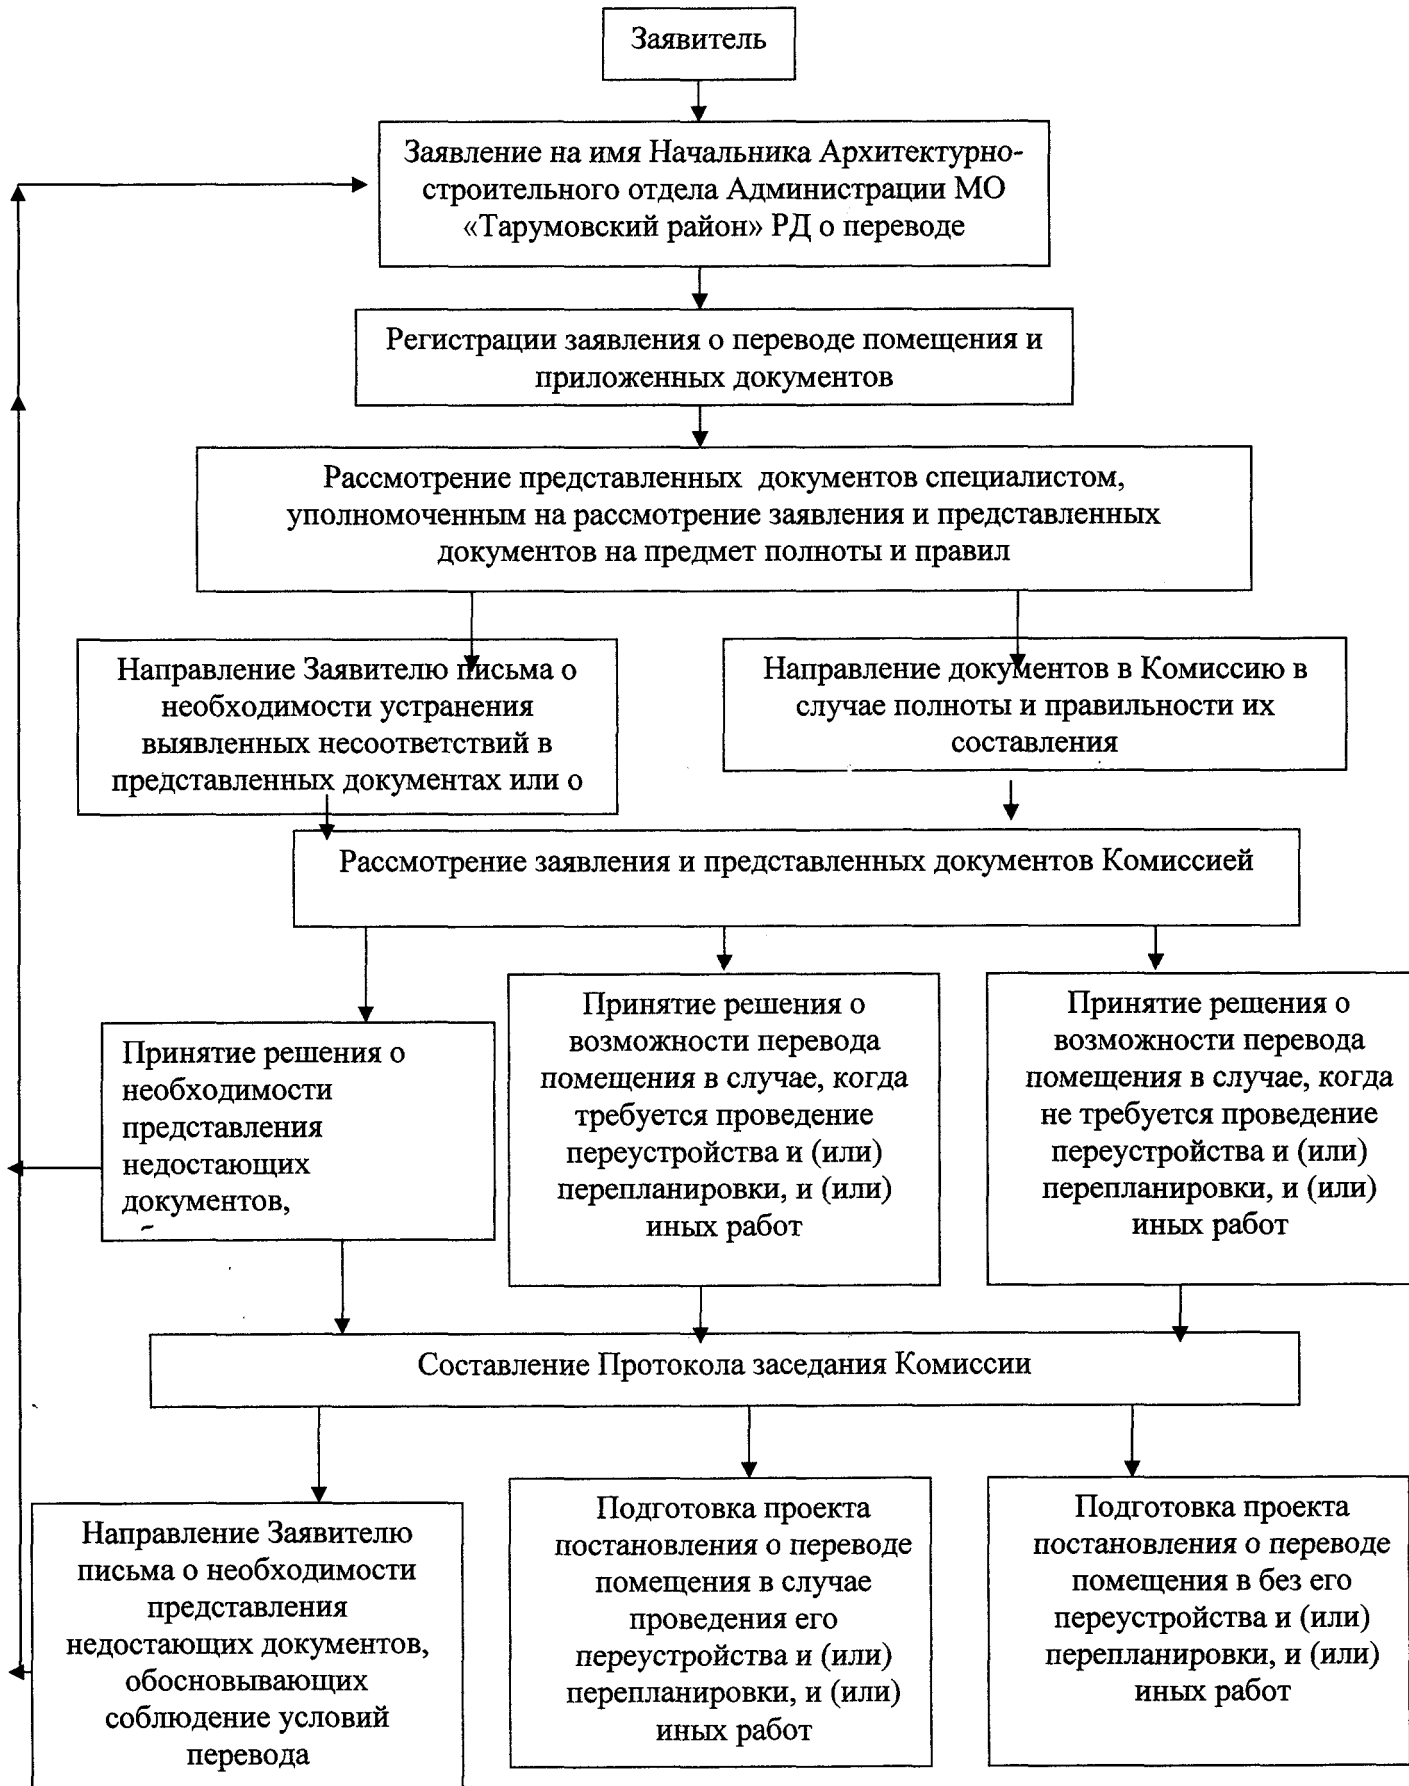 Заявитель
Заявление на имя Начальника Архитектурно-
строительного отдела Администрации МО
«Тарумовский район» РД о переводе
Регистрации заявления о переводе помещения и
приложенных документов
Рассмотрение представленных документов специалистом,
уполномоченным на рассмотрение заявления и представленных
документов на предмет полноты и правил
Направление Заявителю письма о
необходимости устранения
выявленных несоответствий в
представленных документах или о
Направление документов в Комиссию в
случае полноты и правильности их
составления
Рассмотрение заявления и представленных документов Комиссией
Принятие решения о
необходимости
представления
недостающих
документов,
Принятие решения о
возможности перевода
помещения в случае, когда
требуется проведение
переустройства и (или)
перепланировки, и (или)
иных работ
Принятие решения о
возможности перевода
помещения в случае, когда
не требуется проведение
переустройства и (или)
перепланировки, и (или)
иных работ
Составление Протокола заседания Комиссии
Направление Заявителю
письма о необходимости
представления
недостающих документов,
обосновывающих
соблюдение условий
перевода
Подготовка проекта
постановления о переводе
помещения в случае
проведения его
переустройства и (или)
перепланировки, и (или)
иных работ
Подготовка проекта
постановления о переводе
помещения в без его
переустройства и (или)
перепланировки, и (или)
иных работ